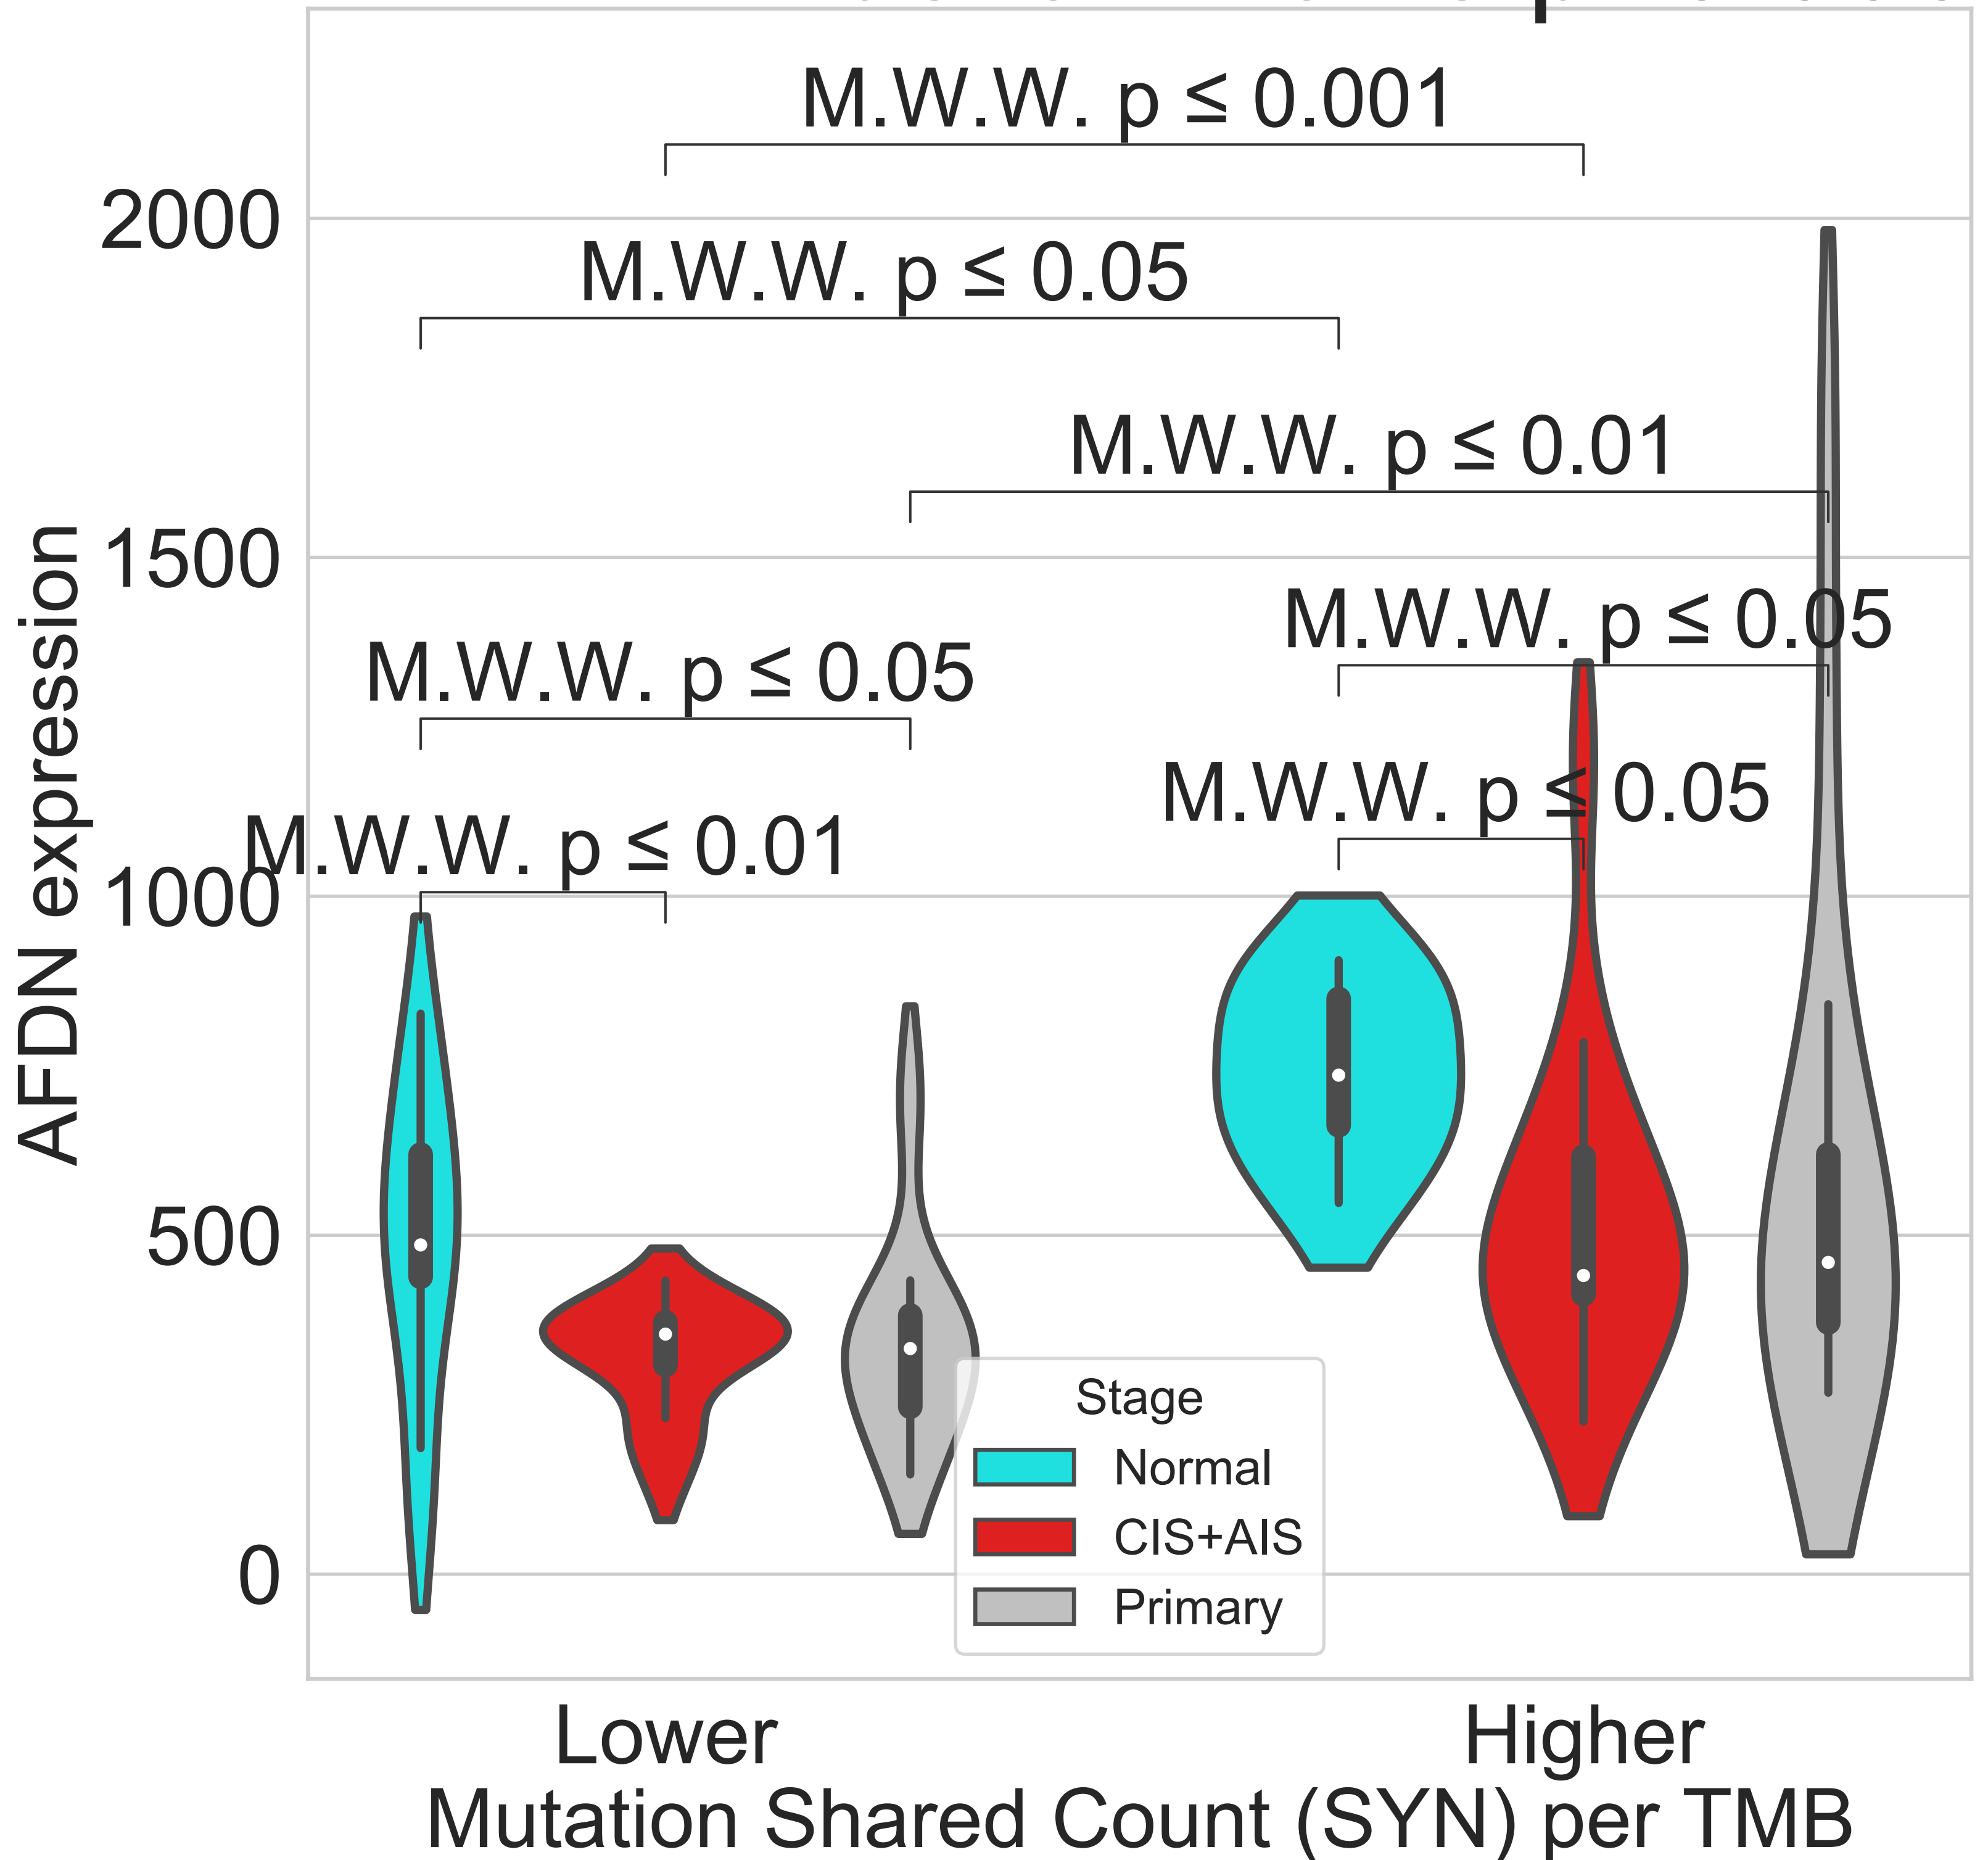 M.W.W. p ≤ 0.001
2000
M.W.W. p ≤ 0.05
M.W.W. p ≤ 0.01
1500
M.W.W. p ≤ 0.05
M.W.W. p ≤ 0.05
M.W.W. p ≤ 0.05
M.W.W. p ≤ 0.01
1000
500
0
AFDN expression
Stage
Normal
CIS+AIS
Primary
Lower
Higher
Mutation Shared Count (SYN) per TMB